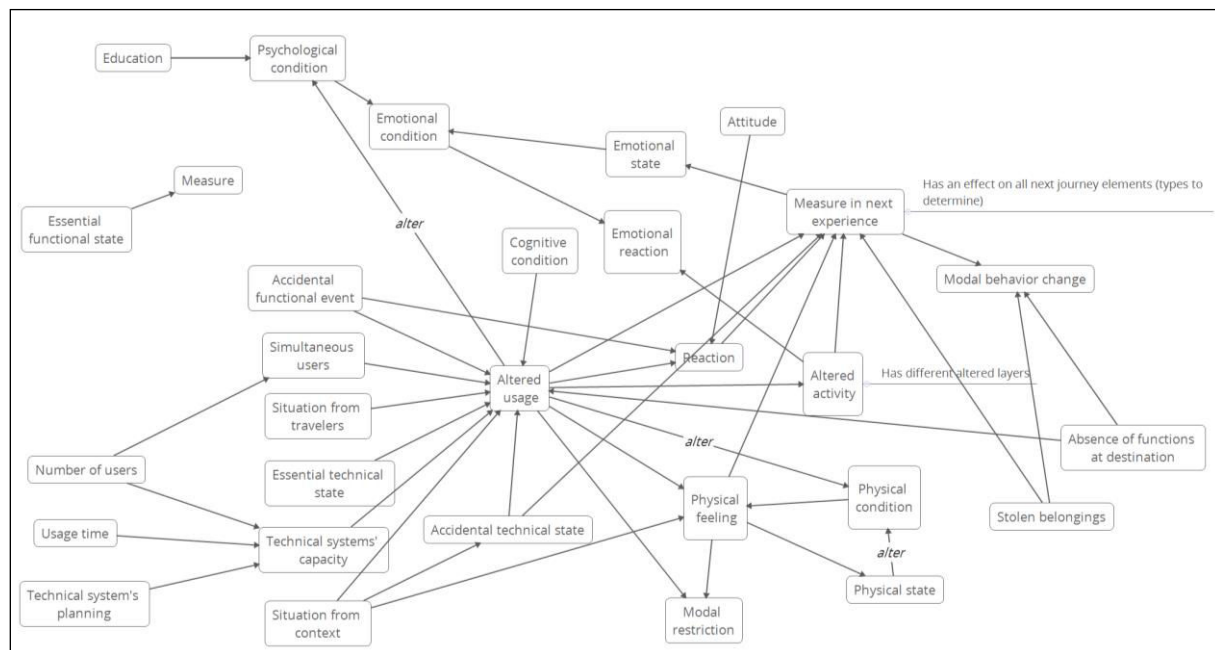 Education
Psychological
condition
Emotional
condition
Attitude
Emotional
state
Measure
Has an effect on all next journey elements (types to
determine)
Measure in next
experience
Essential
functional state
alter
Cognitive
condition
Emotional
reaction
Modal behavior change
Accidental
functional event
Simultaneous
users
Reaction
Altered
usage
Altered
activity
Has different altered layers
Situation from
travelers
alter
Absence of functions
at destination
Number of users
Essential technical
state
Physical
feeling
Physical
condition
Stolen belongings
Usage time
Technical systems'
capacity
Accidental technical state
alter
Technical system's
planning
Situation from
context
Modal
restriction
Physical state